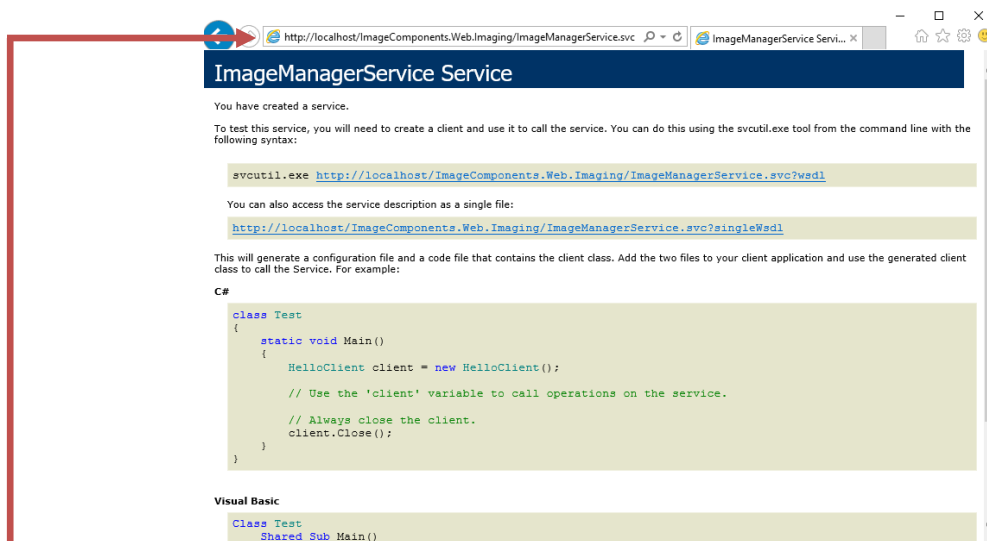 http://localhost/ImageComponents.Web.Imaging/ImageManagerService.svc
ImageManagerService Servi...
ImageManagerService Service
You have created a service.
To test this service, you will need to create a client and use it to call the service. You can do this using the svcutil.exe tool from the command line with the
following syntax:
svcutil.exe http://localhost/ImageComponents.Web.Imaging/ImageManagerService.svc?wsdl
You can also access the service description as a single file:
http://localhost/ImageComponents.Web.Imaging/ImageManagerService.svc?singleWsdl
This will generate a configuration file and a code file that contains the client class. Add the two files to your client application and use the generated client
class to call the Service. For example:
C#
class Test
{
static void Main()
{
HelloClient client = new HelloClient();
// Use the 'client' variable to call operations on the service.
// Always close the client.
client.Close();
}
}
Visual Basic
Class Test
Shared Sub Main()